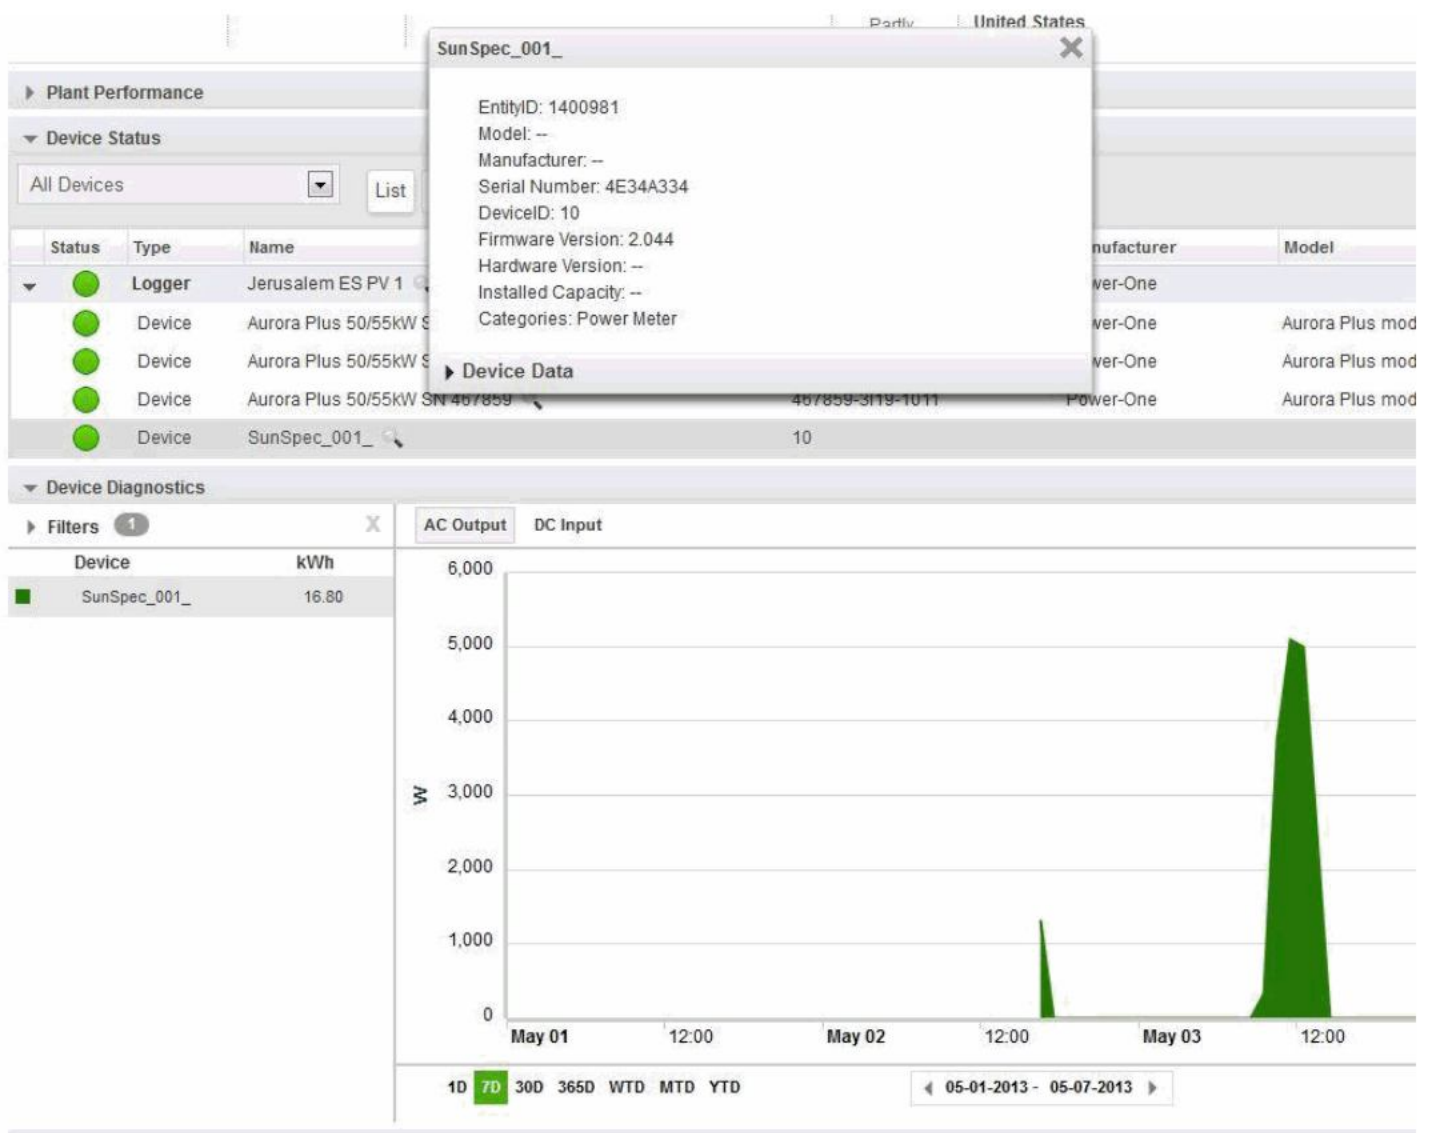 Partly
United States
SunSpec_001_
EntityID: 1400981
Model: --
Manufacturer: --
Serial Number: 4E34A334
DeviceID: 10
Firmware Version: 2.044
Hardware Version: --
Installed Capacity: --
Categories: Power Meter
Device Data
Plant Performance
Device Status
All Devices
List
Status Type Name nufacturer Model
Logger Jerusalem ES PV 1 wer-One
Device Aurora Plus 50/55kW S wer-One Aurora Plus mod
Device Aurora Plus 50/55kW S wer-One Aurora Plus mod
Device Aurora Plus 50/55kW SN 467859 467859-3I19-1011 Power-One Aurora Plus mod
Device SunSpec_001_ 10
Device Diagnostics
Filters 1 X
Device kWh
SunSpec_001_ 16.80
AC Output DC Input
6,000
5,000
4,000
3,000
2,000
1,000
0
W
May 01 12:00 May 02 12:00 May 03 12:00
1D 7D 30D 365D WTD MTD YTD
05-01-2013 - 05-07-2013